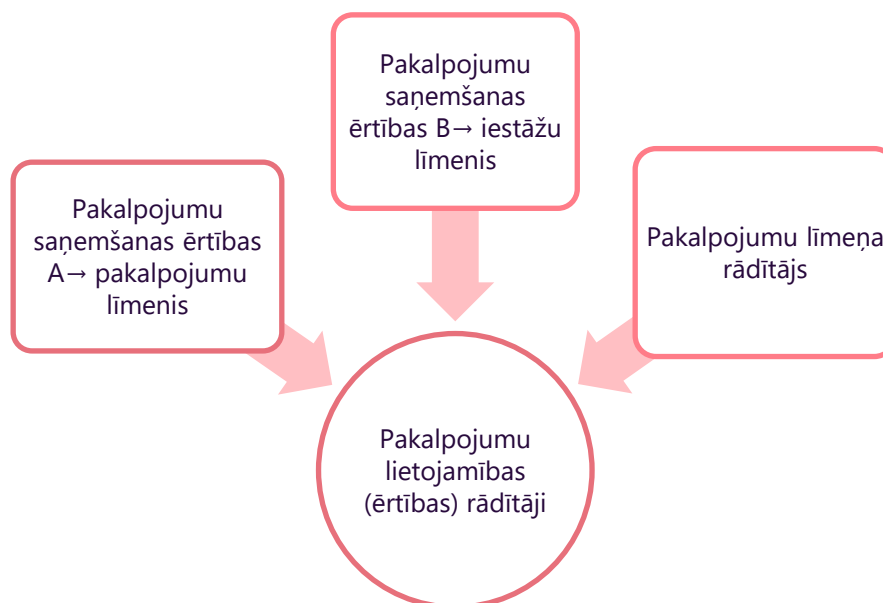 Pakalpojumu
saņemšanas
ērtības B→ iestāžu
līmenis
Pakalpojumu
saņemšanas ērtības
A→ pakalpojumu
līmenis
Pakalpojumu līmeņa
rādītājs
Pakalpojumu
lietojamības
(ērtības) rādītāji